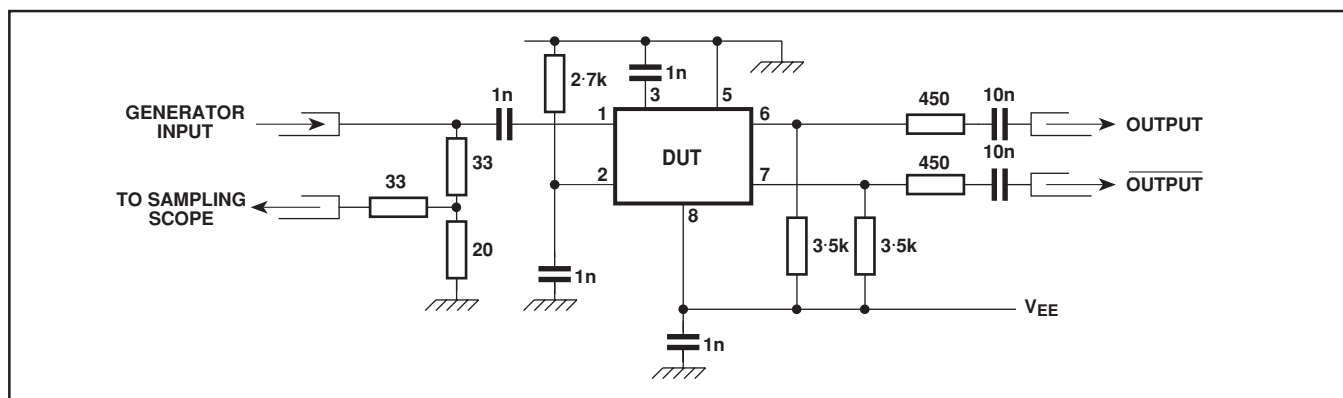 2·7k
1n
3
5
GENERATOR
INPUT
1n
1
6
450
10n
OUTPUT
33
DUT
10n
TO SAMPLING
SCOPE
33
2
7
450
OUTPUT
20
8
3·5k
3·5k
1n
VEE
1n